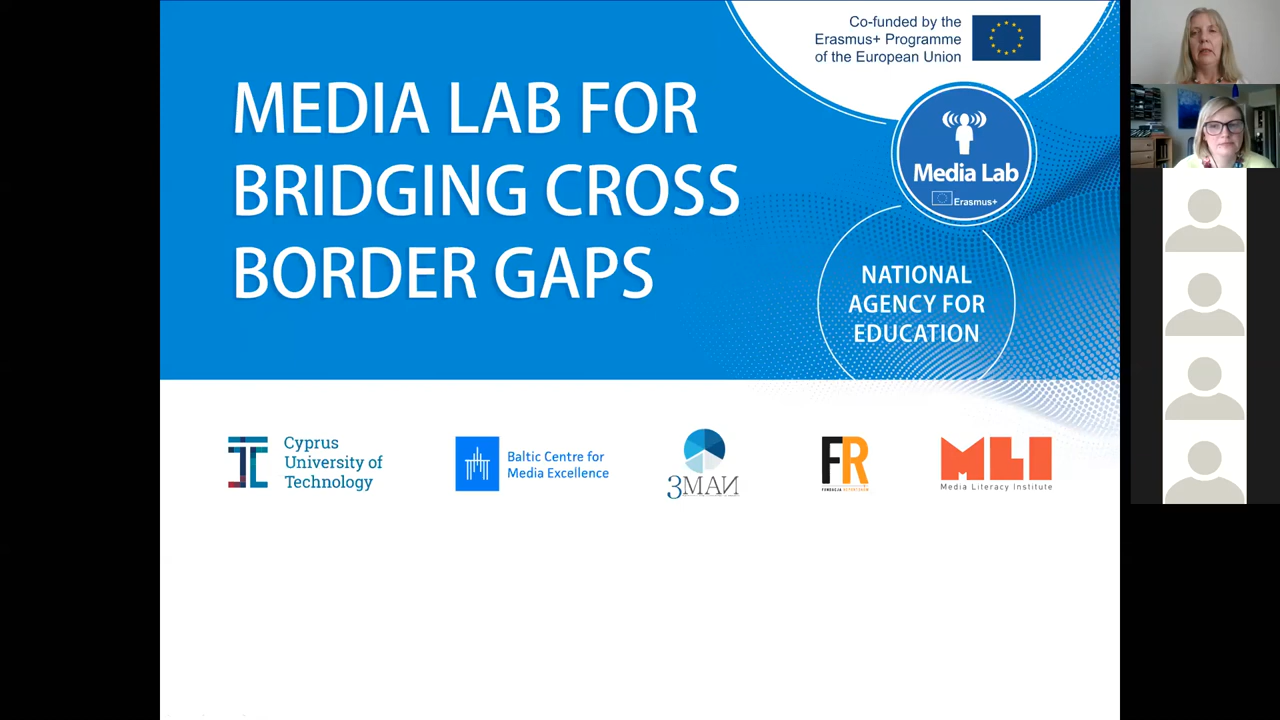 Co-funded by the
Erasmus+ Programme
of the European Union
MEDIA LAB FOR
BRIDGING CROSS
BORDER GAPS
Media Lab
Erasmus+
NATIONAL
AGENCY FOR
EDUCATION
Cyprus
University of
Technology
Baltic Centre for
Media Excellence
FR
FUNDACJA REPORTERÓW
MLI
Media Literacy Institute